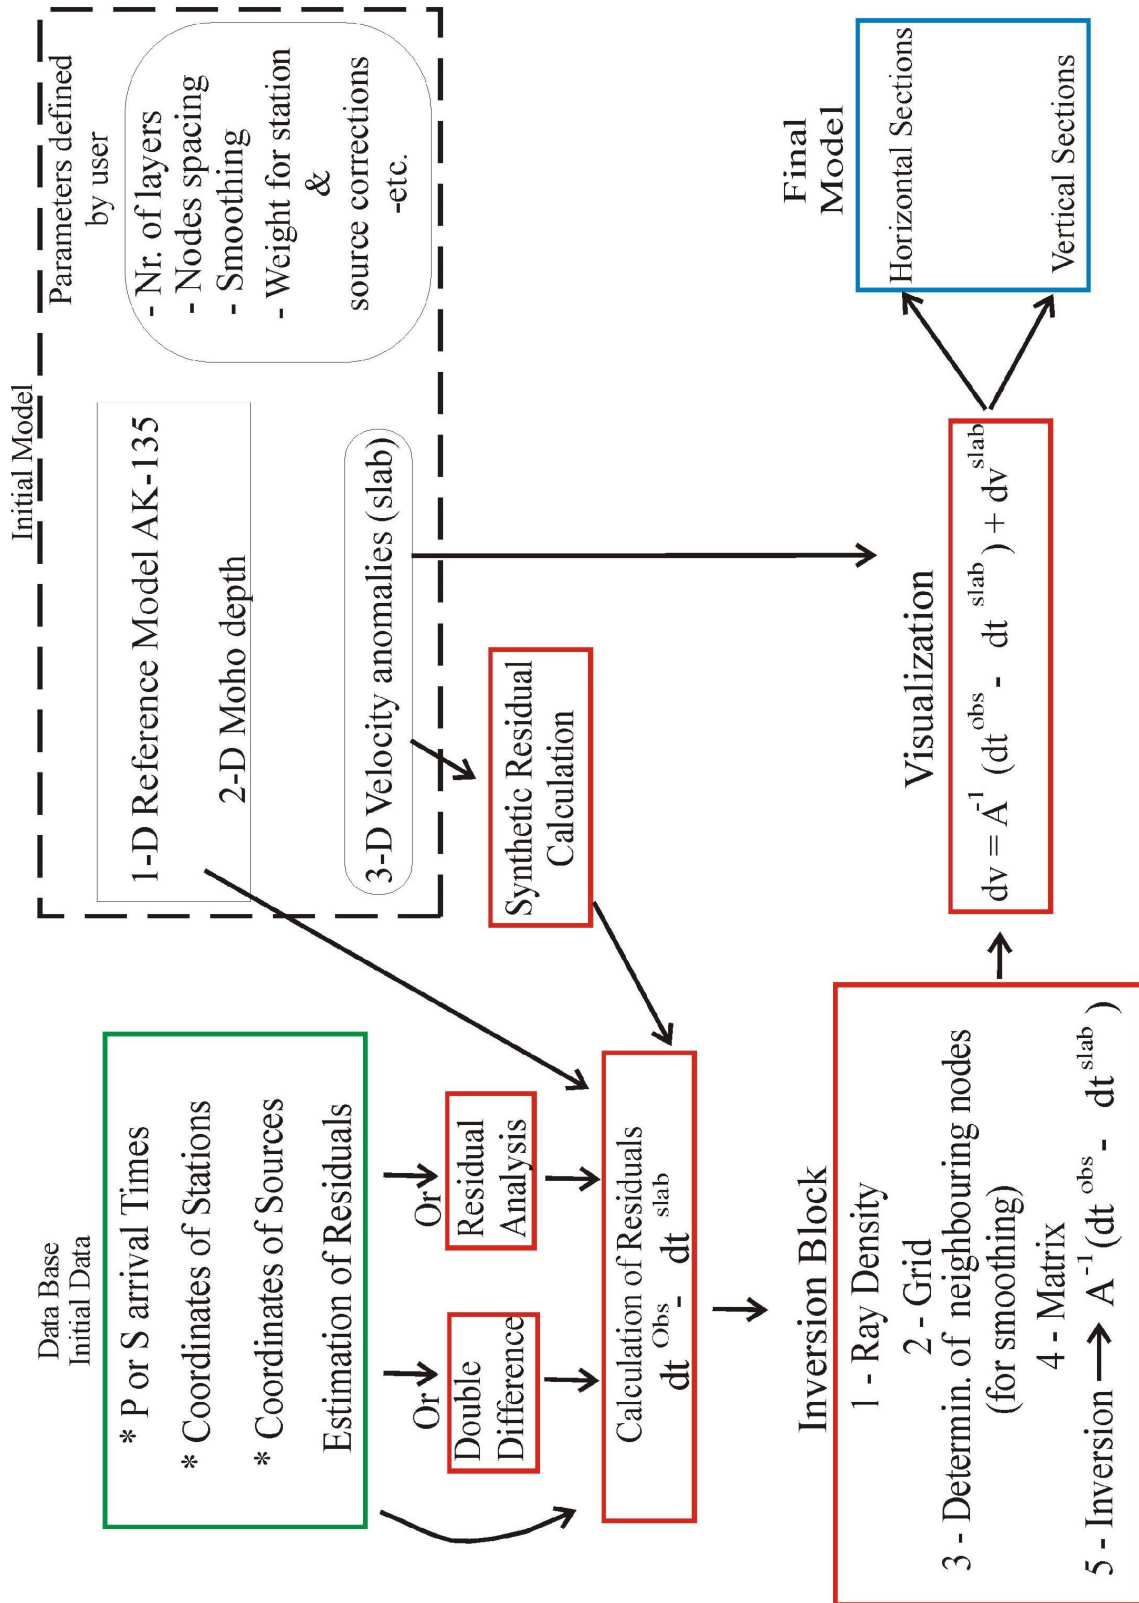 Data Base
Initial Data
* P or S arrival Times
* Coordinates of Stations
* Coordinates of Sources
Estimation of Residuals
Or
Or
Double
Difference
Residual
Analysis
Calculation of Residuals
dt Obs - dt slab
Initial Model
1-D Reference Model AK-135
2-D Moho depth
3-D Velocity anomalies (slab)
Parameters defined
by user
- Nr. of layers
- Nodes spacing
- Smoothing
- Weight for station
&
source corrections
-etc.
Synthetic Residual
Calculation
Inversion Block
1 - Ray Density
2 - Grid
3 - Determin. of neighbouring nodes
(for smoothing)
4 - Matrix
5 - Inversion → A-1 (dt obs - dt slab)
Visualization
dv = A-1 (dt obs - dt slab) + dv slab
Final
Model
Horizontal Sections
Vertical Sections